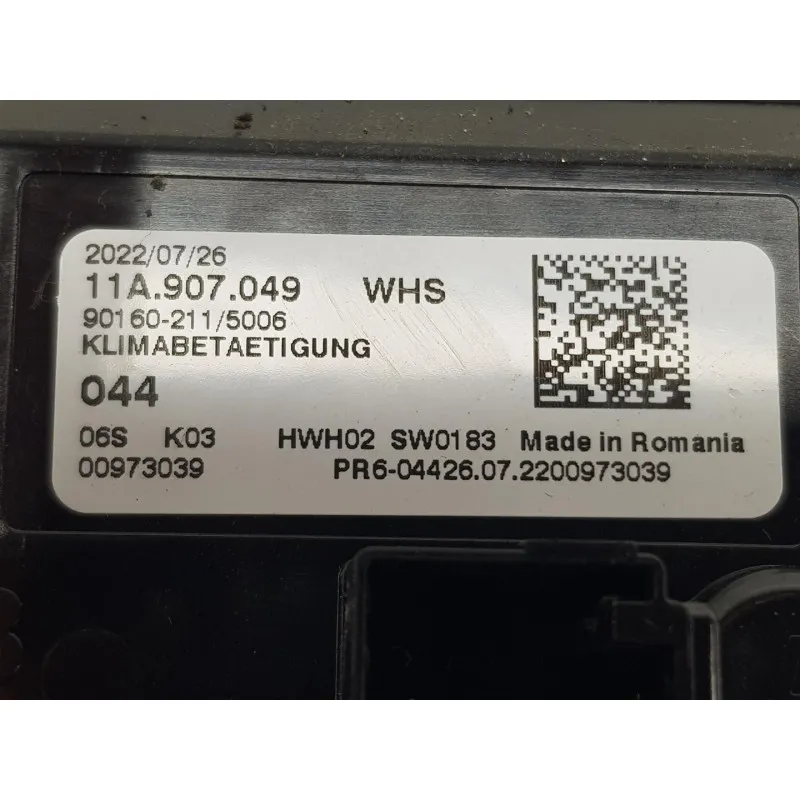 2022/07/26
11A.907.049 WHS
90160-211/5006
KLIMABETAETIGUNG
044
06S K03 HWH02 SW0183 Made in Romania
00973039 PR6-04426.07.2200973039